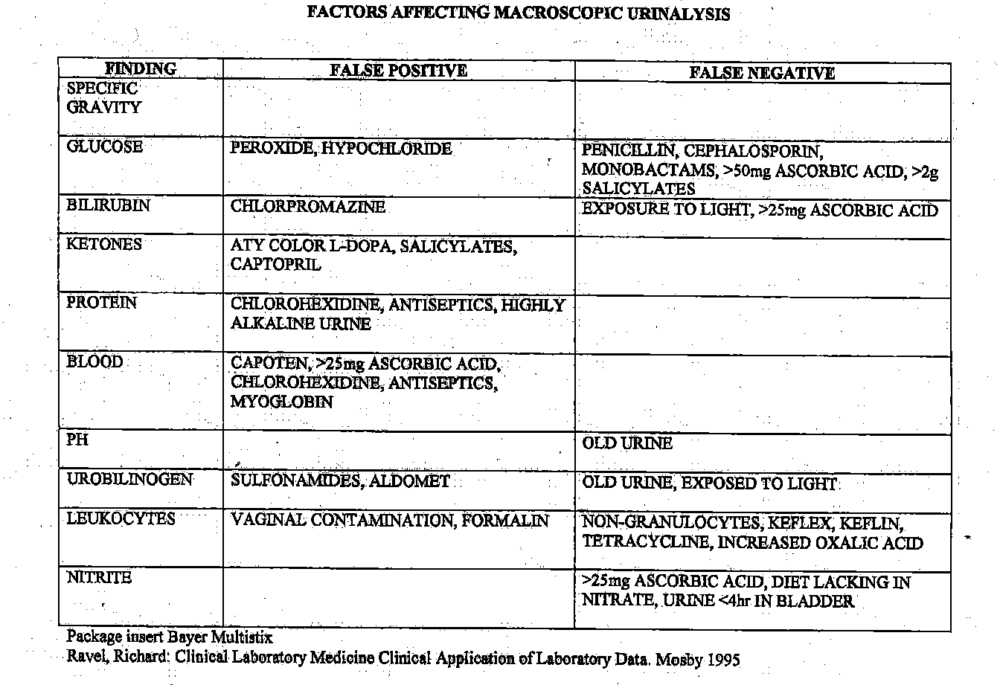 FACTORS AFFECTING MACROSCOPIC URINALYSIS
FINDING FALSE POSITIVE FALSE NEGATIVE
SPECIFIC
GRAVITY
GLUCOSE PEROXIDE, HYPOCHLORIDE PENICILLIN, CEPHALOSPORIN,
MONOBACTAMS, >50mg ASCORBIC ACID, >2g
SALICYLATES
BILIRUBIN CHLORPROMAZINE EXPOSURE TO LIGHT, >25mg ASCORBIC ACID
KETONES ATY COLOR L-DOPA, SALICYLATES,
CAPTOPRIL
PROTEIN CHLOROHEXIDINE, ANTISEPTICS, HIGHLY
ALKALINE URINE
BLOOD CAPOTEN, >25mg ASCORBIC ACID,
CHLOROHEXIDINE, ANTISEPTICS,
MYOGLOBIN
PH OLD URINE
UROBILINOGEN SULFONAMIDES, ALDOMET OLD URINE, EXPOSED TO LIGHT
LEUKOCYTES VAGINAL CONTAMINATION, FORMALIN NON-GRANULOCYTES, KEFLEX, KEFLIN,
TETRACYCLINE, INCREASED OXALIC ACID
NITRITE >25mg ASCORBIC ACID, DIET LACKING IN
NITRATE, URINE <4hr IN BLADDER
Package insert Bayer Multistix
Ravel, Richard: Clinical Laboratory Medicine Clinical Application of Laboratory Data. Mosby 1995